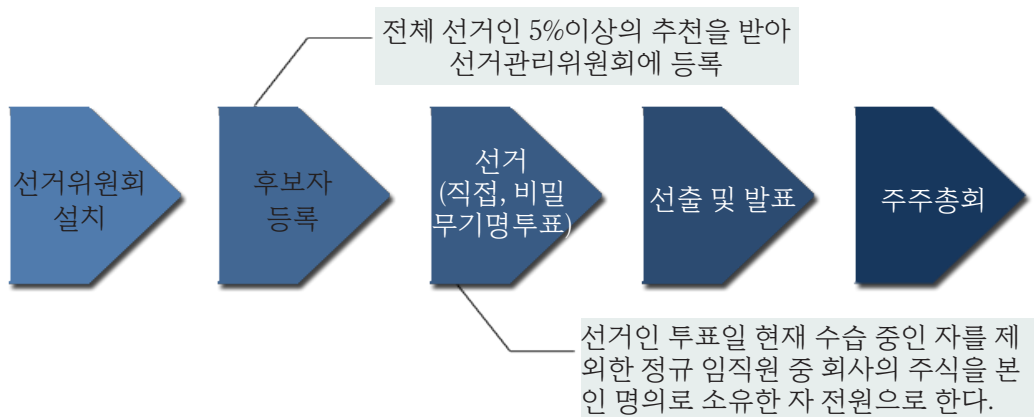 전체 선거인 5%이상의 추천을 받아
선거관리위원회에 등록
선거위원회
설치
후보자
등록
선거
(직접, 비밀
무기명투표)
선출 및 발표
주주총회
선거인 투표일 현재 수습 중인 자를 제
외한 정규 임직원 중 회사의 주식을 본
인 명의로 소유한 자 전원으로 한다.